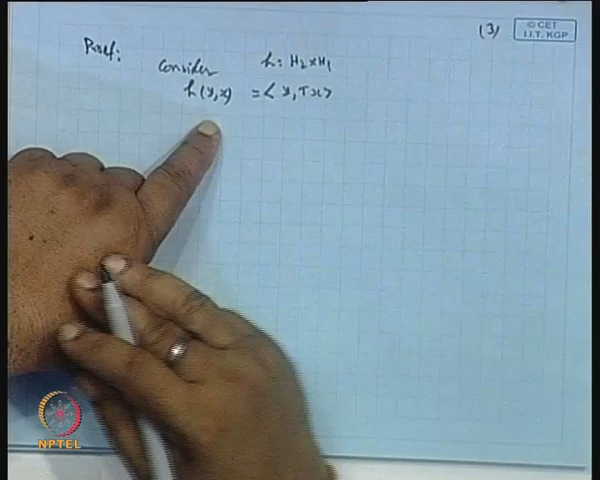 (3)
© CET
I.I.T. KGP
Proof:
Consider h: H₂ × H₁
h(y, x) = < y, Tx >
NPTEL